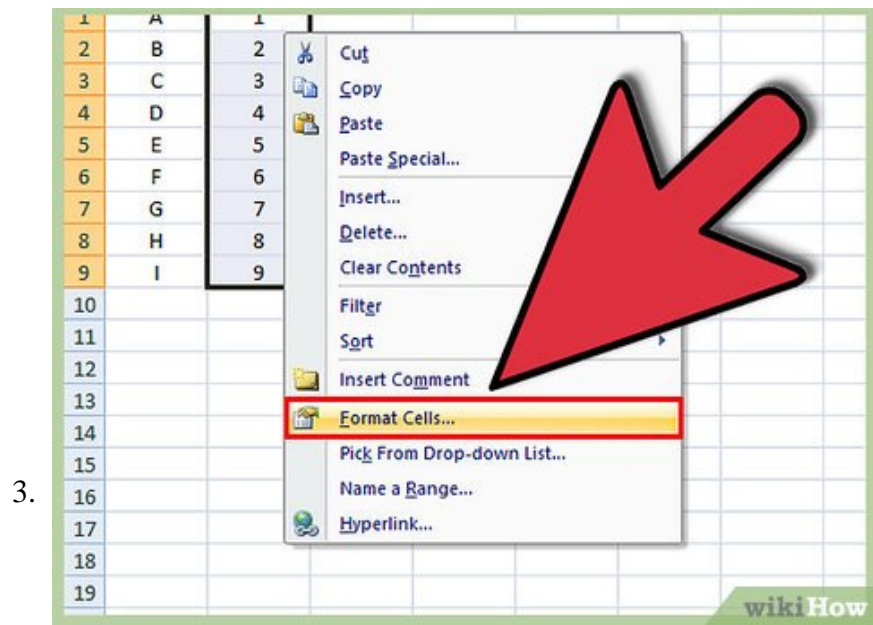 1 A 1
2 B 2
3 C 3
4 D 4
5 E 5
6 F 6
7 G 7
8 H 8
9 I 9
10
11
12
13
14
15
16
17
18
19
Cut
Copy
Paste
Paste Special...
Insert...
Delete...
Clear Contents
Filter
Sort
Insert Comment
Format Cells...
Pick From Drop-down List...
Name a Range...
Hyperlink...
3.
wikiHow